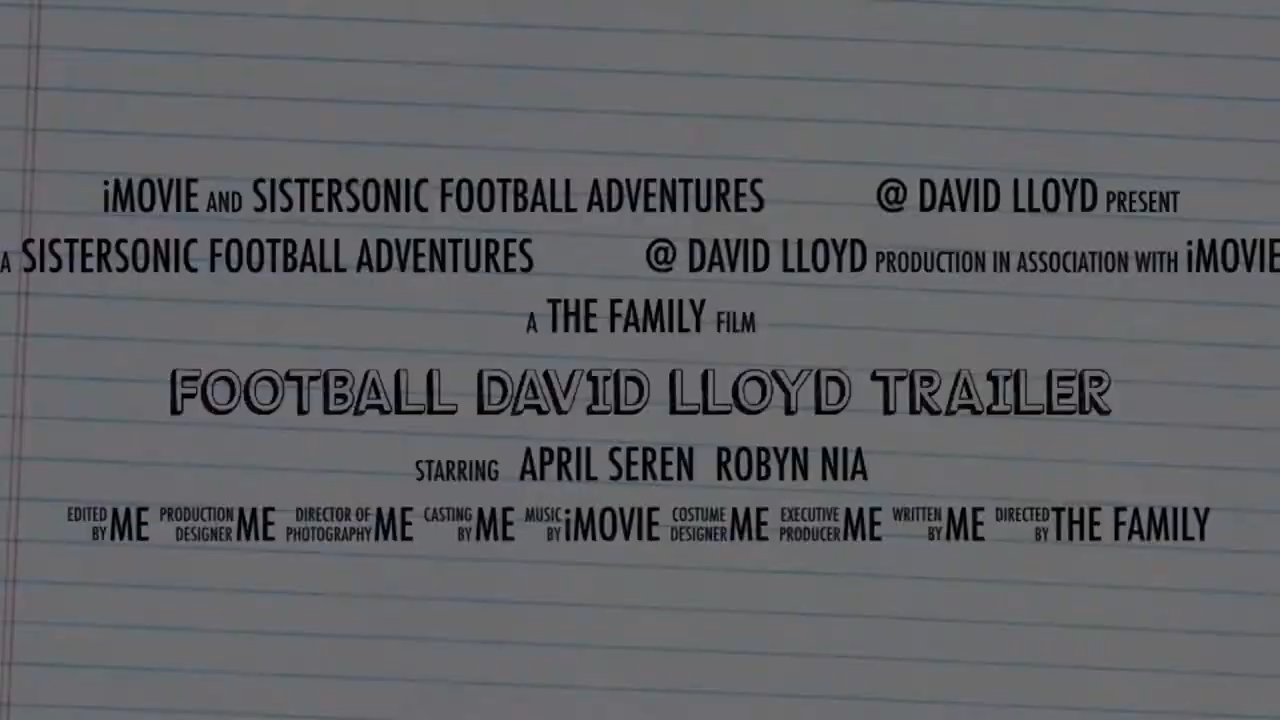 iMOVIE AND SISTERSONIC FOOTBALL ADVENTURES @ DAVID LLOYD PRESENT
A SISTERSONIC FOOTBALL ADVENTURES @ DAVID LLOYD PRODUCTION IN ASSOCIATION WITH iMOVIE
A THE FAMILY FILM
FOOTBALL DAVID LLOYD TRAILER
STARRING APRIL SEREN ROBYN NIA
EDITED BY ME PRODUCTION DESIGNER ME DIRECTOR OF PHOTOGRAPHY ME CASTING BY ME MUSIC BY iMOVIE COSTUME DESIGNER ME EXECUTIVE PRODUCER ME WRITTEN BY ME DIRECTED BY THE FAMILY